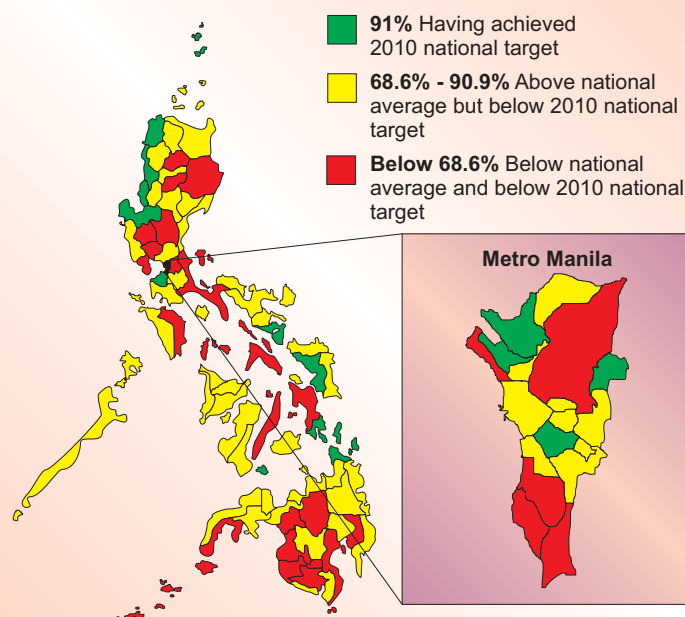 91% Having achieved
2010 national target
68.6% - 90.9% Above national
average but below 2010 national
target
Below 68.6% Below national
average and below 2010 national
target
Metro Manila